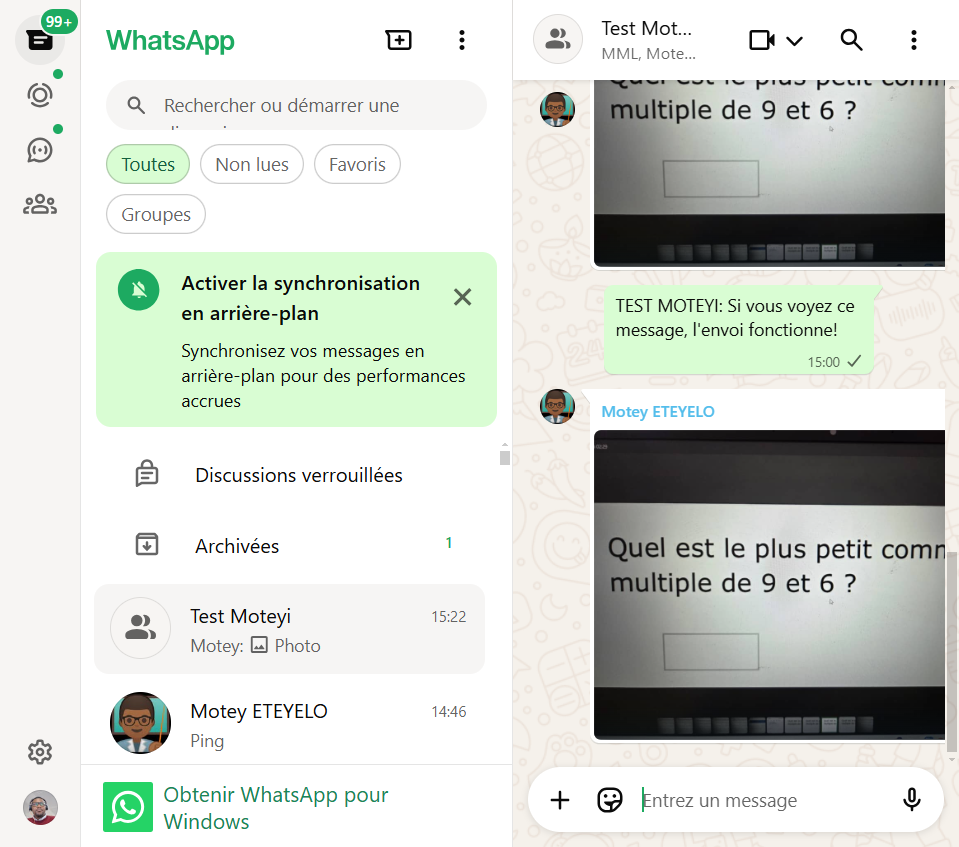 99+
WhatsApp
Rechercher ou démarrer une
Toutes
Non lues
Favoris
Groupes
Activer la synchronisation
en arrière-plan
Synchronisez vos messages en
arrière-plan pour des performances
accrues
Discussions verrouillées
Archivées
1
Test Moteyi
15:22
Motey: Photo
Motey ETEYELO
14:46
Ping
Obtenir WhatsApp pour
Windows
Test Mot...
MML, Mote...
Quel est le plus petit comm
multiple de 9 et 6 ?
TEST MOTEYI: Si vous voyez ce
message, l'envoi fonctionne!
15:00
Motey ETEYELO
Quel est le plus petit comm
multiple de 9 et 6 ?
Entrez un message